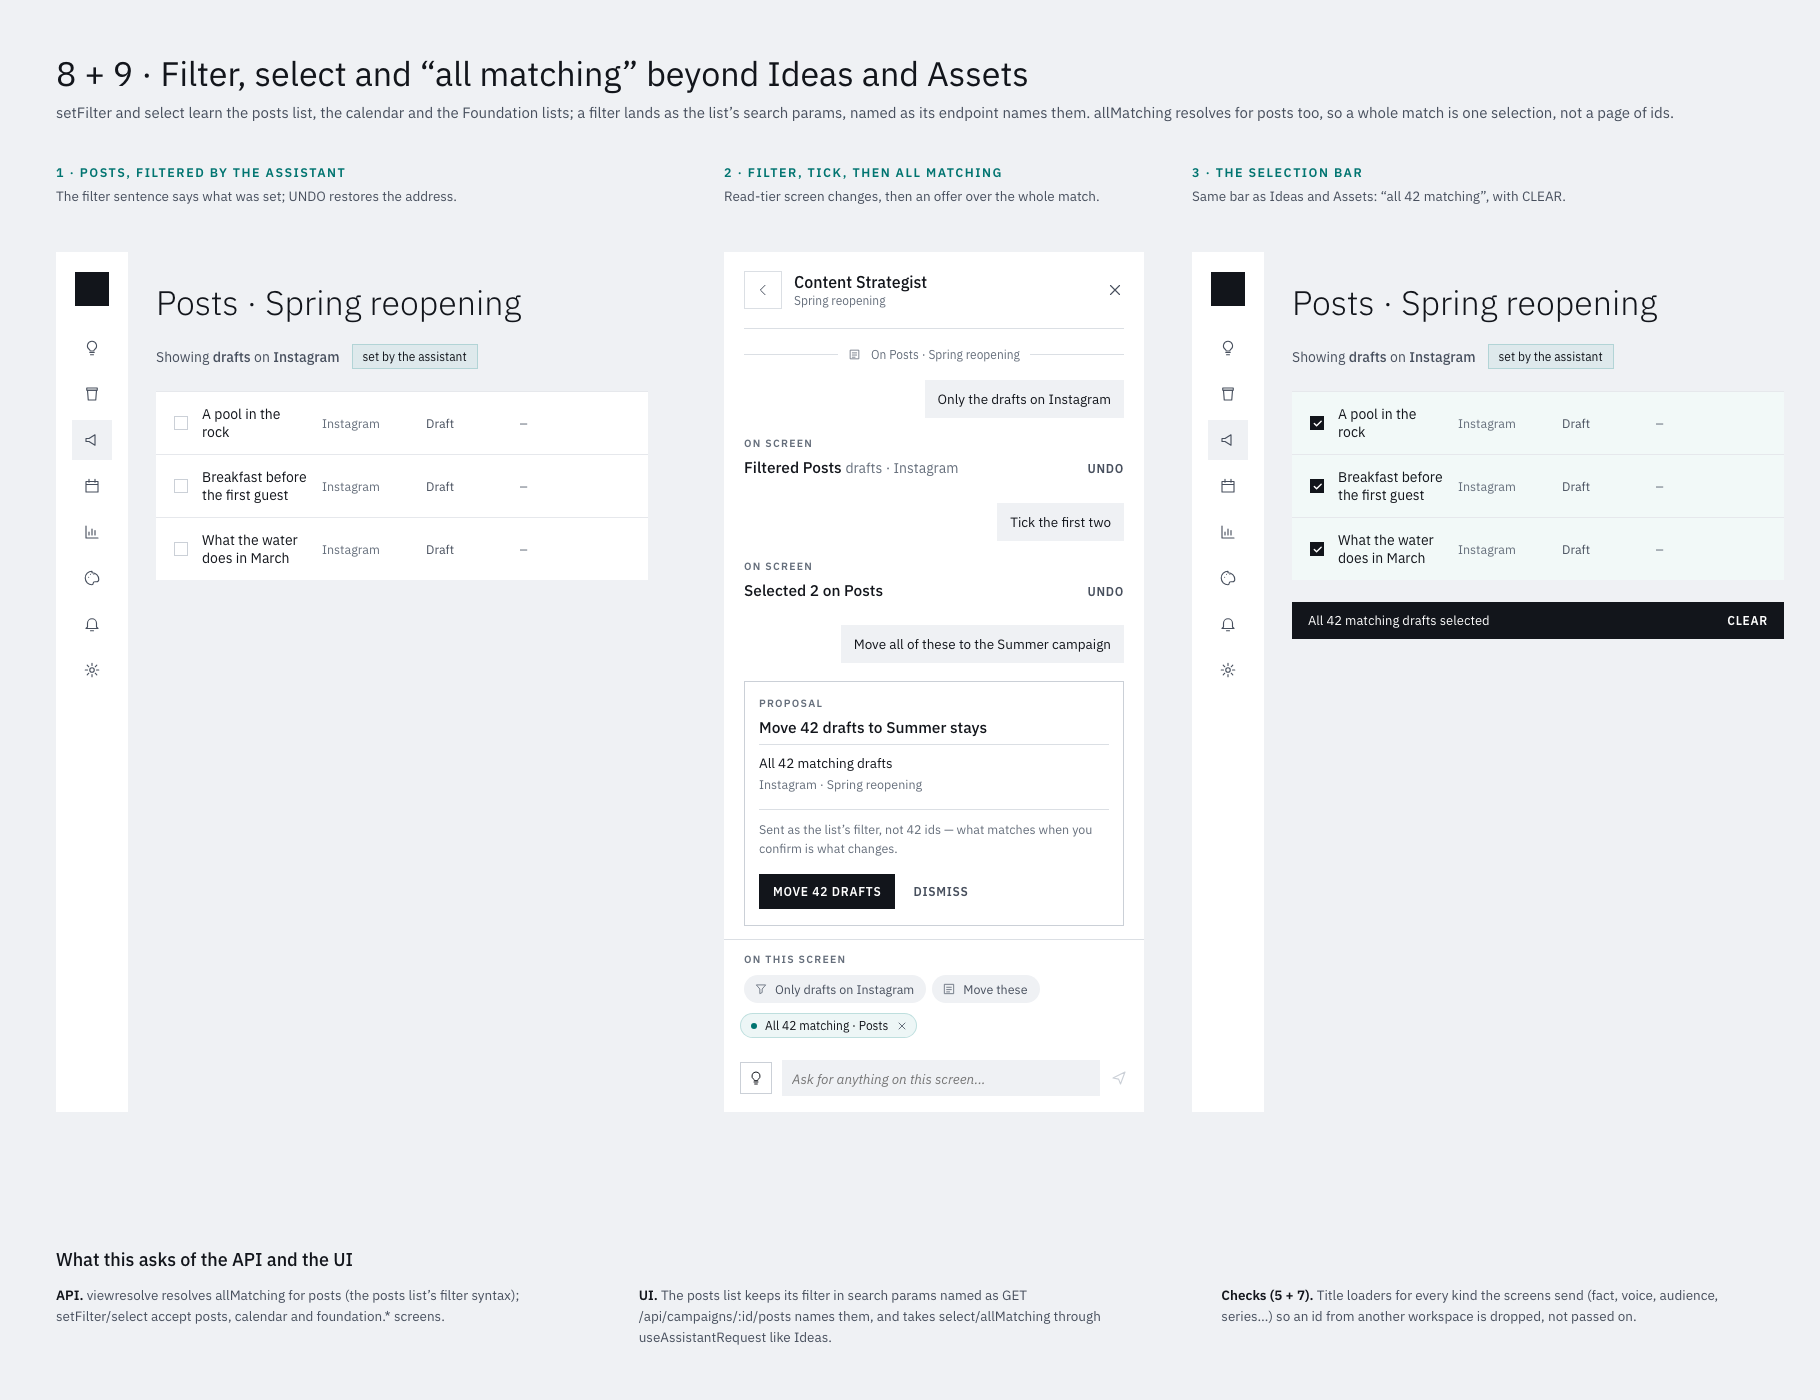 8 + 9 · Filter, select and “all matching” beyond Ideas and Assets
setFilter and select learn the posts list, the calendar and the Foundation lists; a filter lands as the list’s search params, named as its endpoint names them. allMatching resolves for posts too, so a whole match is one selection, not a page of ids.
1 · POSTS, FILTERED BY THE ASSISTANT
The filter sentence says what was set; UNDO restores the address.
Posts · Spring reopening
Showing drafts on Instagram set by the assistant
A pool in the
rock
Instagram Draft –
Breakfast before
the first guest
Instagram Draft –
What the water
does in March
Instagram Draft –
2 · FILTER, TICK, THEN ALL MATCHING
Read-tier screen changes, then an offer over the whole match.
Content Strategist
Spring reopening
On Posts · Spring reopening
Only the drafts on Instagram
ON SCREEN
Filtered Posts drafts · Instagram UNDO
Tick the first two
ON SCREEN
Selected 2 on Posts UNDO
Move all of these to the Summer campaign
PROPOSAL
Move 42 drafts to Summer stays
All 42 matching drafts
Instagram · Spring reopening
Sent as the list’s filter, not 42 ids — what matches when you
confirm is what changes.
MOVE 42 DRAFTS DISMISS
ON THIS SCREEN
Only drafts on Instagram Move these
All 42 matching · Posts
Ask for anything on this screen...
3 · THE SELECTION BAR
Same bar as Ideas and Assets: “all 42 matching”, with CLEAR.
Posts · Spring reopening
Showing drafts on Instagram set by the assistant
A pool in the
rock
Instagram Draft –
Breakfast before
the first guest
Instagram Draft –
What the water
does in March
Instagram Draft –
All 42 matching drafts selected CLEAR
What this asks of the API and the UI
API. viewresolve resolves allMatching for posts (the posts list’s filter syntax);
setFilter/select accept posts, calendar and foundation.* screens.
UI. The posts list keeps its filter in search params named as GET
/api/campaigns/:id/posts names them, and takes select/allMatching through
useAssistantRequest like Ideas.
Checks (5 + 7). Title loaders for every kind the screens send (fact, voice, audience,
series…) so an id from another workspace is dropped, not passed on.